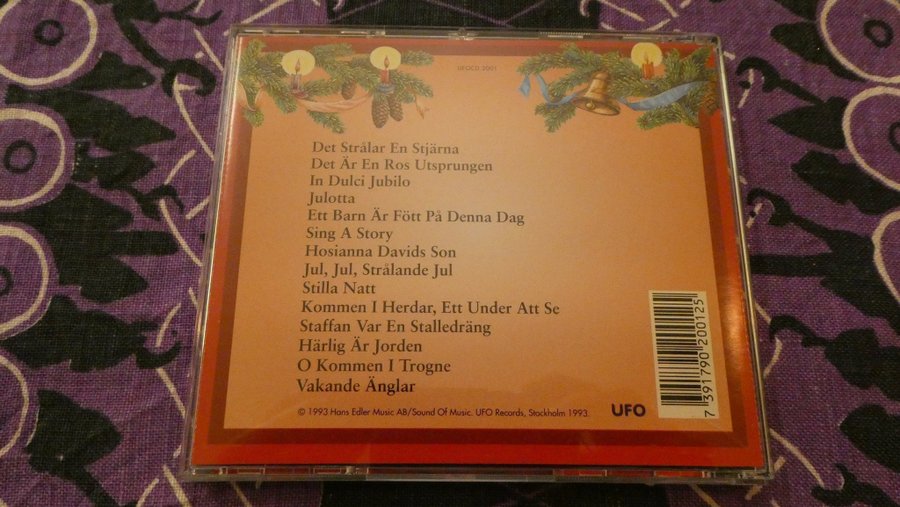 UFOCD 2001
Det Strålar En Stjärna
Det Är En Ros Utsprungen
In Dulci Jubilo
Julotta
Ett Barn Är Fött På Denna Dag
Sing A Story
Hosianna Davids Son
Jul, Jul, Strålande Jul
Stilla Natt
Kommen I Herdar, Ett Under Att Se
Staffan Var En Stalledräng
Härlig Är Jorden
O Kommen I Trogne
Vakande Änglar
© 1993 Hans Edler Music AB/Sound Of Music. UFO Records, Stockholm 1993.
UFO
7 391790 200125